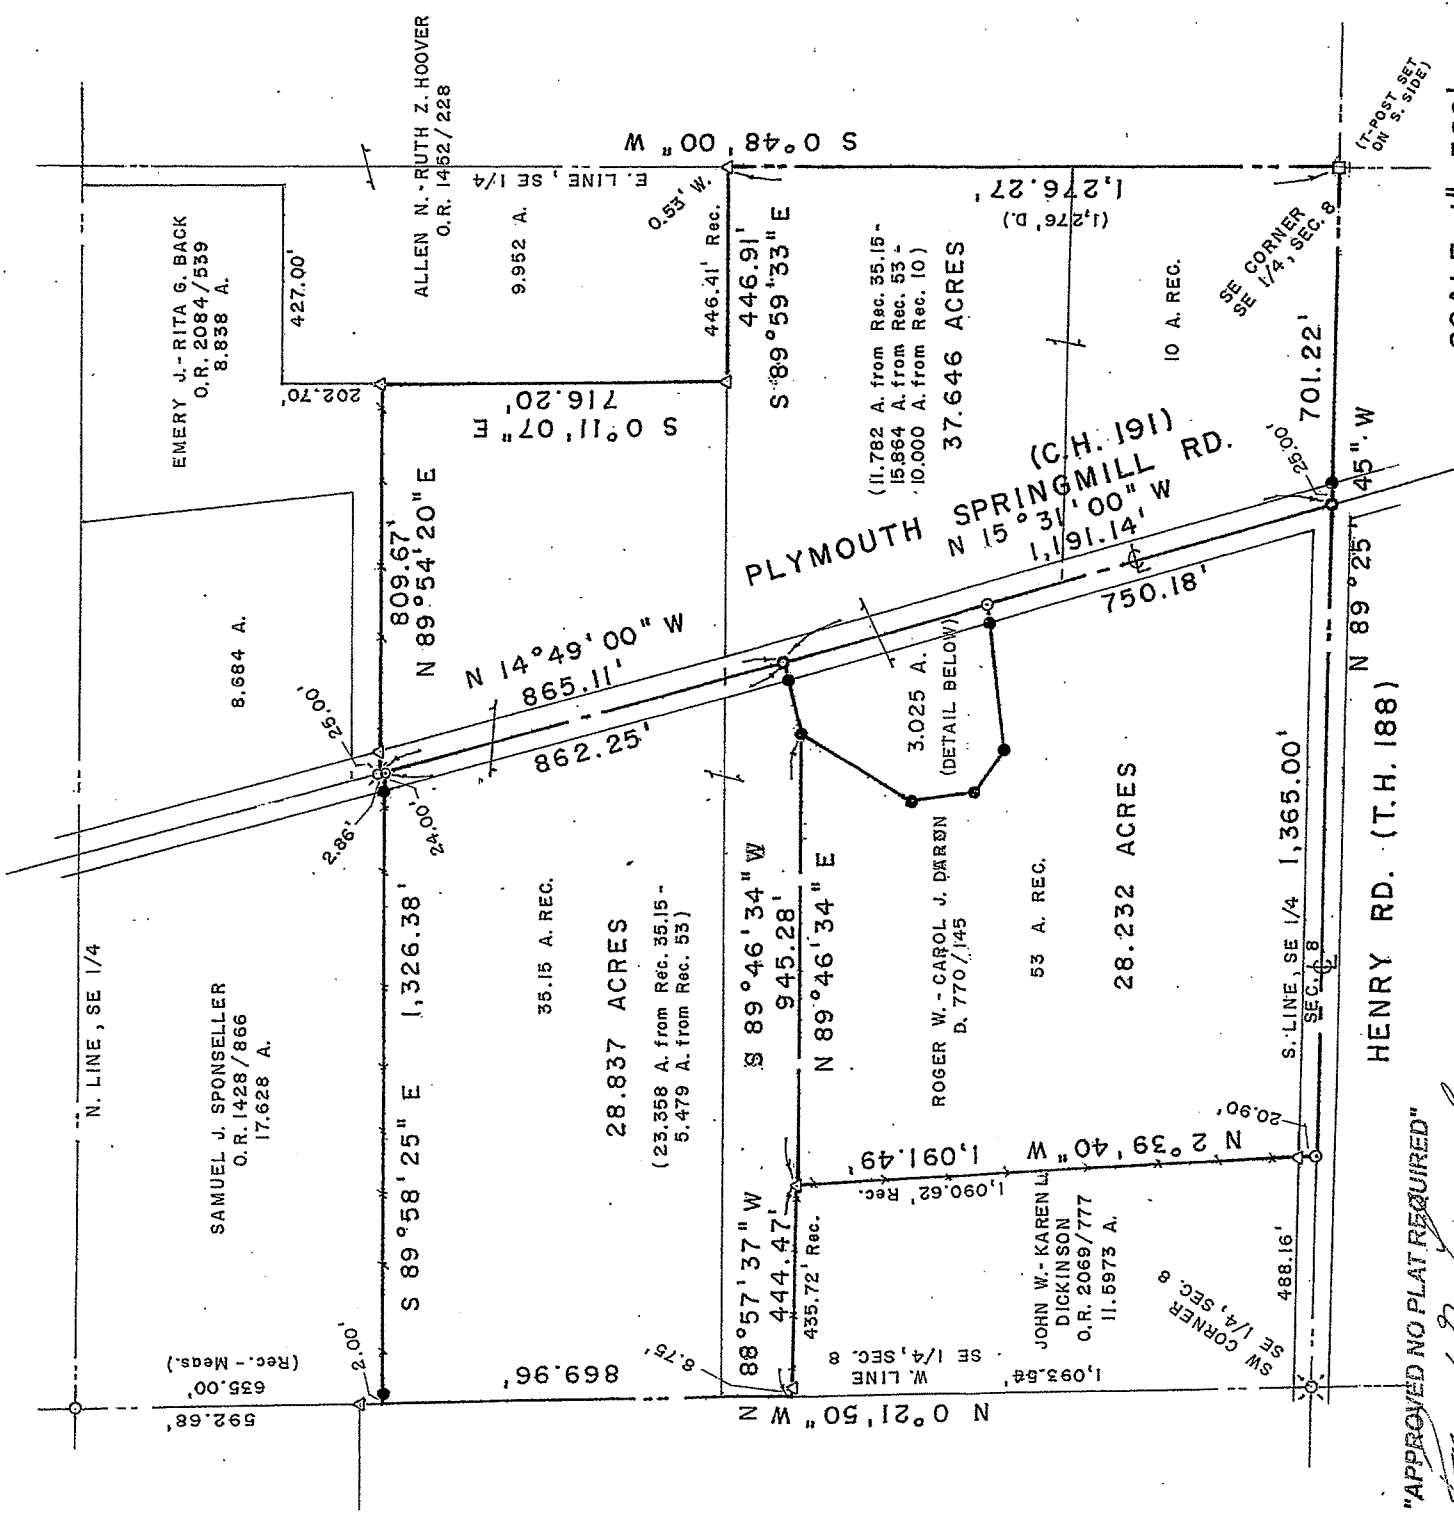 N. LINE, SE 1/4
SAMUEL J. SPONSELLER
O.R. 1428/866
17.628 A.
8.684 A.
EMERY J.-RITA G. BACK
O.R. 2084/539
8.838 A.
427.00'
202.70'
ALLEN N.-RUTH Z. HOOVER
O.R. 1452/228
9.952 A.
E. LINE, SE 1/4
S 0°48'00" W
0.53' W.
592.68'
635.00'
(Rec.-Meas.)
2.00'
S 89°58'25" E 1,326.38'
2.86'
24.00'
25.00'
809.67'
N 89°54'20" E
S 0°11'07" E
716.20'
446.41' Rec.
446.91'
S 89°59'33" E
N 14°49'00" W
865.11'
862.25'
35.15 A. REC.
28.837 ACRES
(23.358 A. from Rec. 35.15-
5.479 A. from Rec. 53)
869.96'
8.75'
N 88°57'37" W
444.47'
435.72' Rec.
S 89°46'34" W
945.28'
N 89°46'34" E
PLYMOUTH SPRINGMILL RD.
(C.H. 191)
N 15°31'00" W
1,191.14'
750.18'
(11.782 A. from Rec. 35.15-
15.864 A. from Rec. 53-
10.000 A. from Rec. 10)
37.646 ACRES
1,276.27'
(1,276' D.)
10 A. REC.
3.025 A.
(DETAIL BELOW)
ROGER W.-CAROL J. DARON
D. 770/145
53 A. REC.
28.232 ACRES
N 0°21'50" W
W. LINE
SE 1/4, SEC. 8
JOHN W.-KAREN L.
DICKINSON
O.R. 2069/777
11.5973 A.
1,090.62' Rec.
1,091.49'
N 2°39'40" W
20.90'
SW CORNER
SE 1/4, SEC. 8
488.16'
S. LINE, SE 1/4
SEC. 8
1,365.00'
25.00'
701.22'
N 89°25'45" W
SE CORNER
SE 1/4, SEC. 8
(T-POST SET
ON S. SIDE)
HENRY RD. (T.H. 188)
"APPROVED NO PLAT REQUIRED"